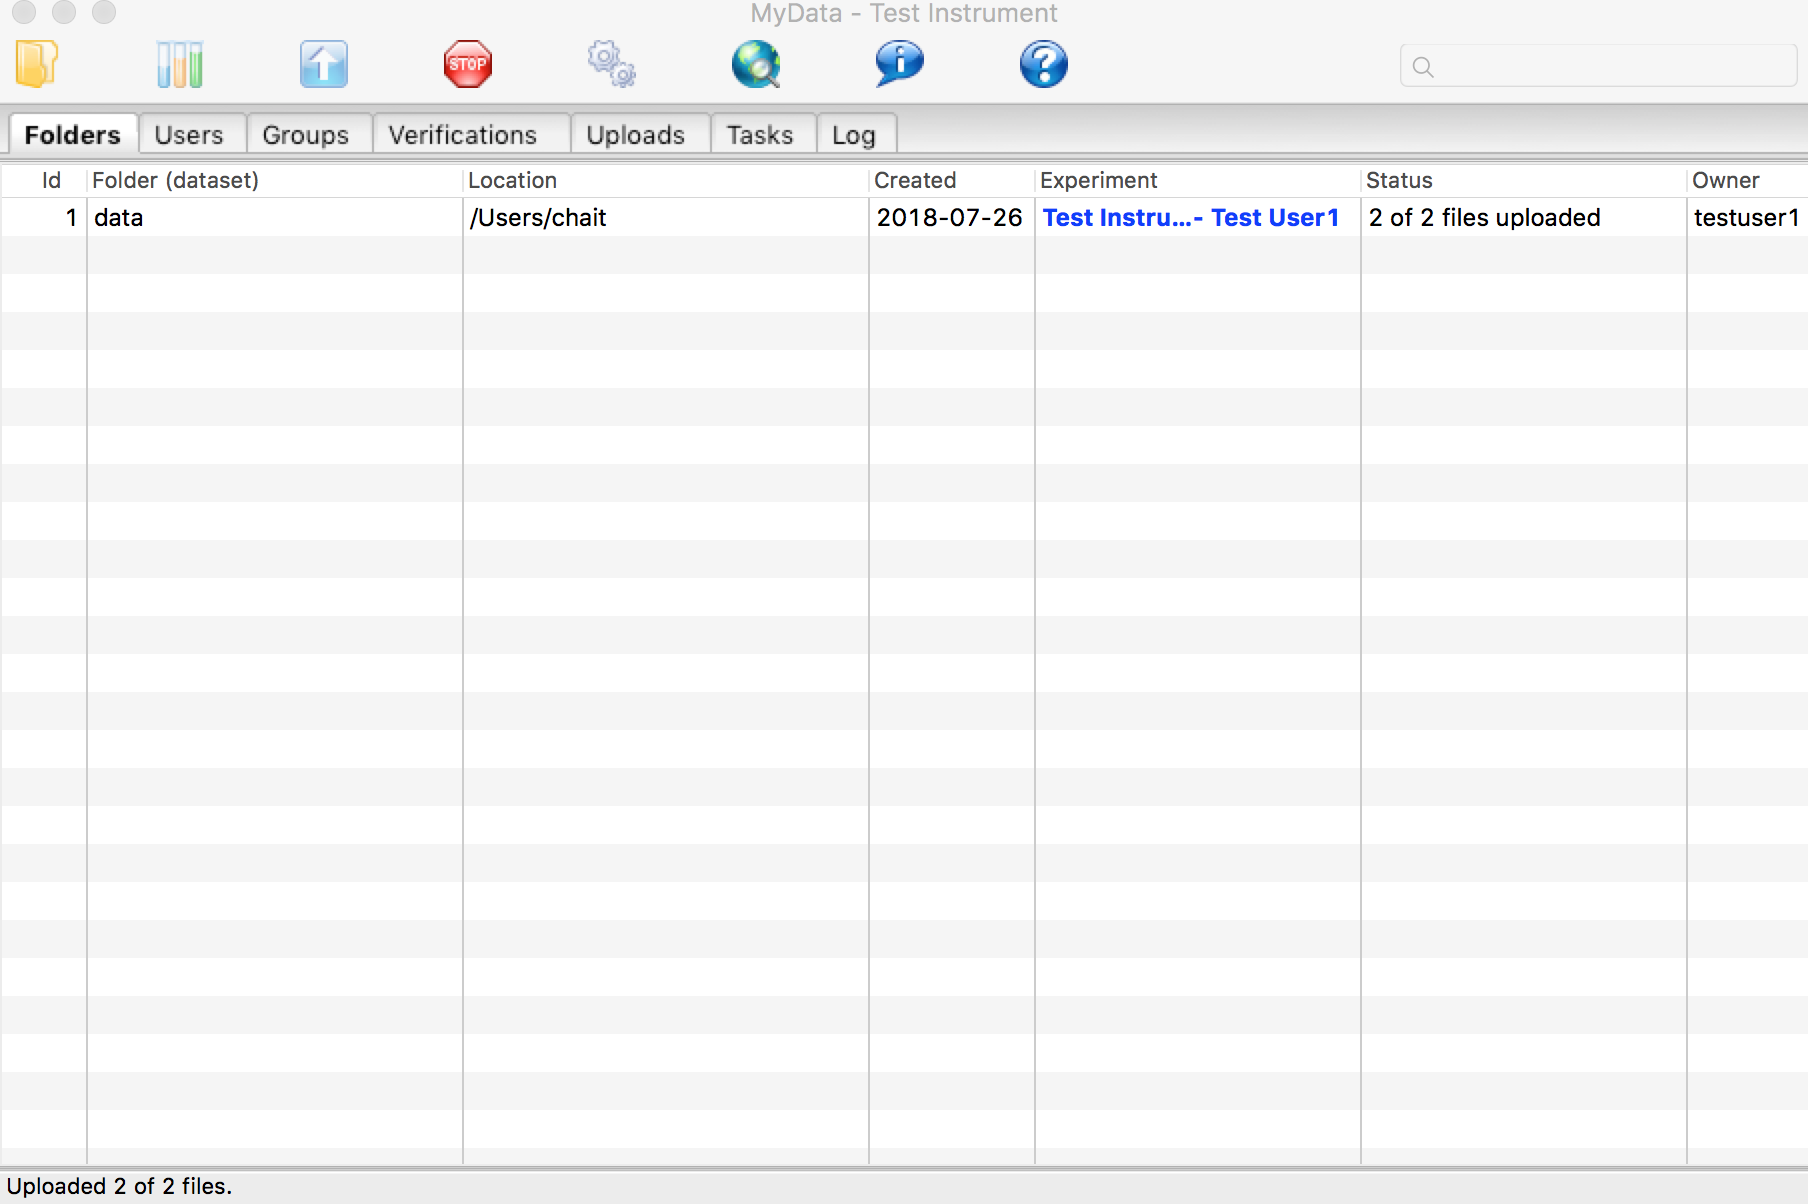 MyData - Test Instrument
STOP
Folders Users Groups Verifications Uploads Tasks Log
Id Folder (dataset) Location Created Experiment Status Owner
1 data /Users/chait 2018-07-26 Test Instru...- Test User1 2 of 2 files uploaded testuser1
Uploaded 2 of 2 files.